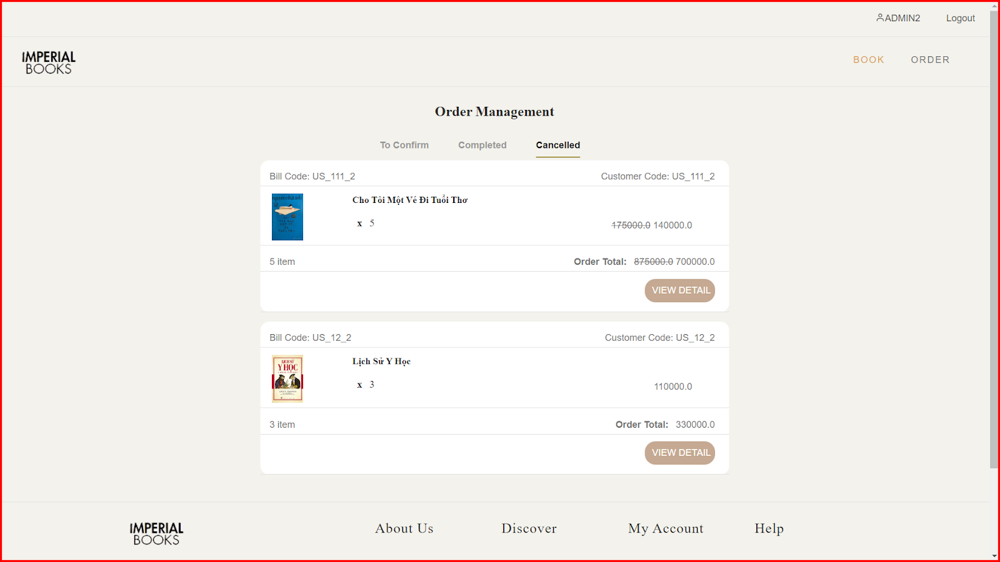 ADMIN2 Logout
IMPERIAL
BOOKS
BOOK ORDER
Order Management
To Confirm Completed Cancelled
Bill Code: US_111_2 Customer Code: US_111_2
Cho Tôi Một Vé Đi Tuổi Thơ
x 5
175000.0 140000.0
5 item Order Total: 875000.0 700000.0
VIEW DETAIL
Bill Code: US_12_2 Customer Code: US_12_2
LỊCH SỬ
Y HỌC
Lịch Sử Y Học
x 3
110000.0
3 item Order Total: 330000.0
VIEW DETAIL
IMPERIAL
BOOKS
About Us Discover My Account Help